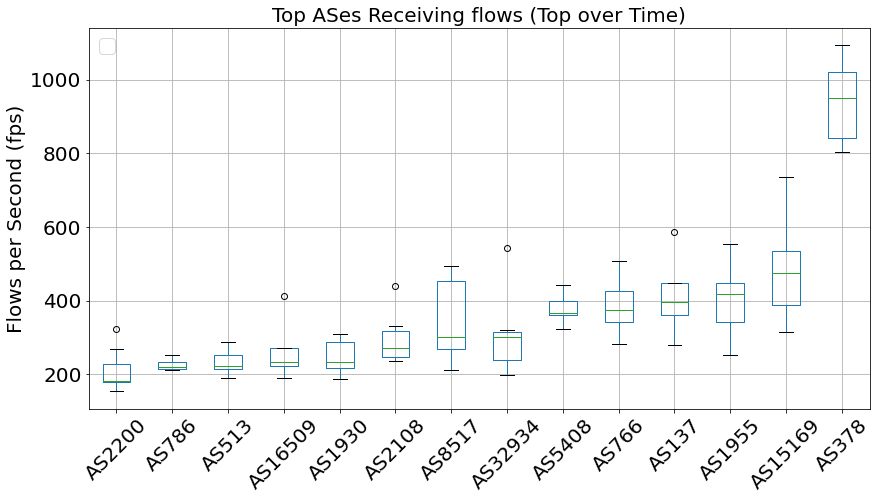 Top ASes Receiving flows (Top over Time)
Flows per Second (fps)
1000
800
600
400
200
AS2200
AS786
AS513
AS16509
AS1930
AS2108
AS8517
AS32934
AS5408
AS766
AS137
AS1955
AS15169
AS378